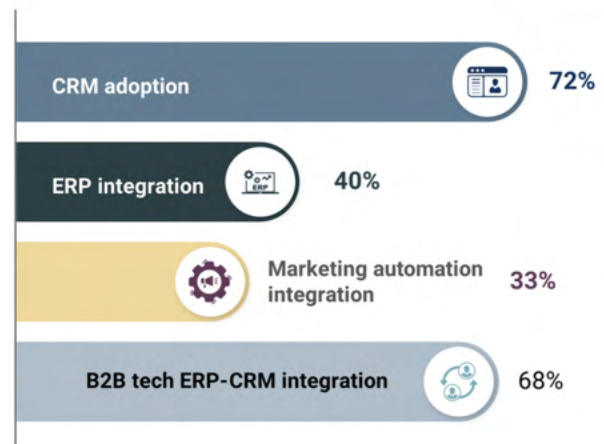 CRM adoption
72%
ERP integration
ERP
40%
Marketing automation
integration
33%
B2B tech ERP-CRM integration
68%